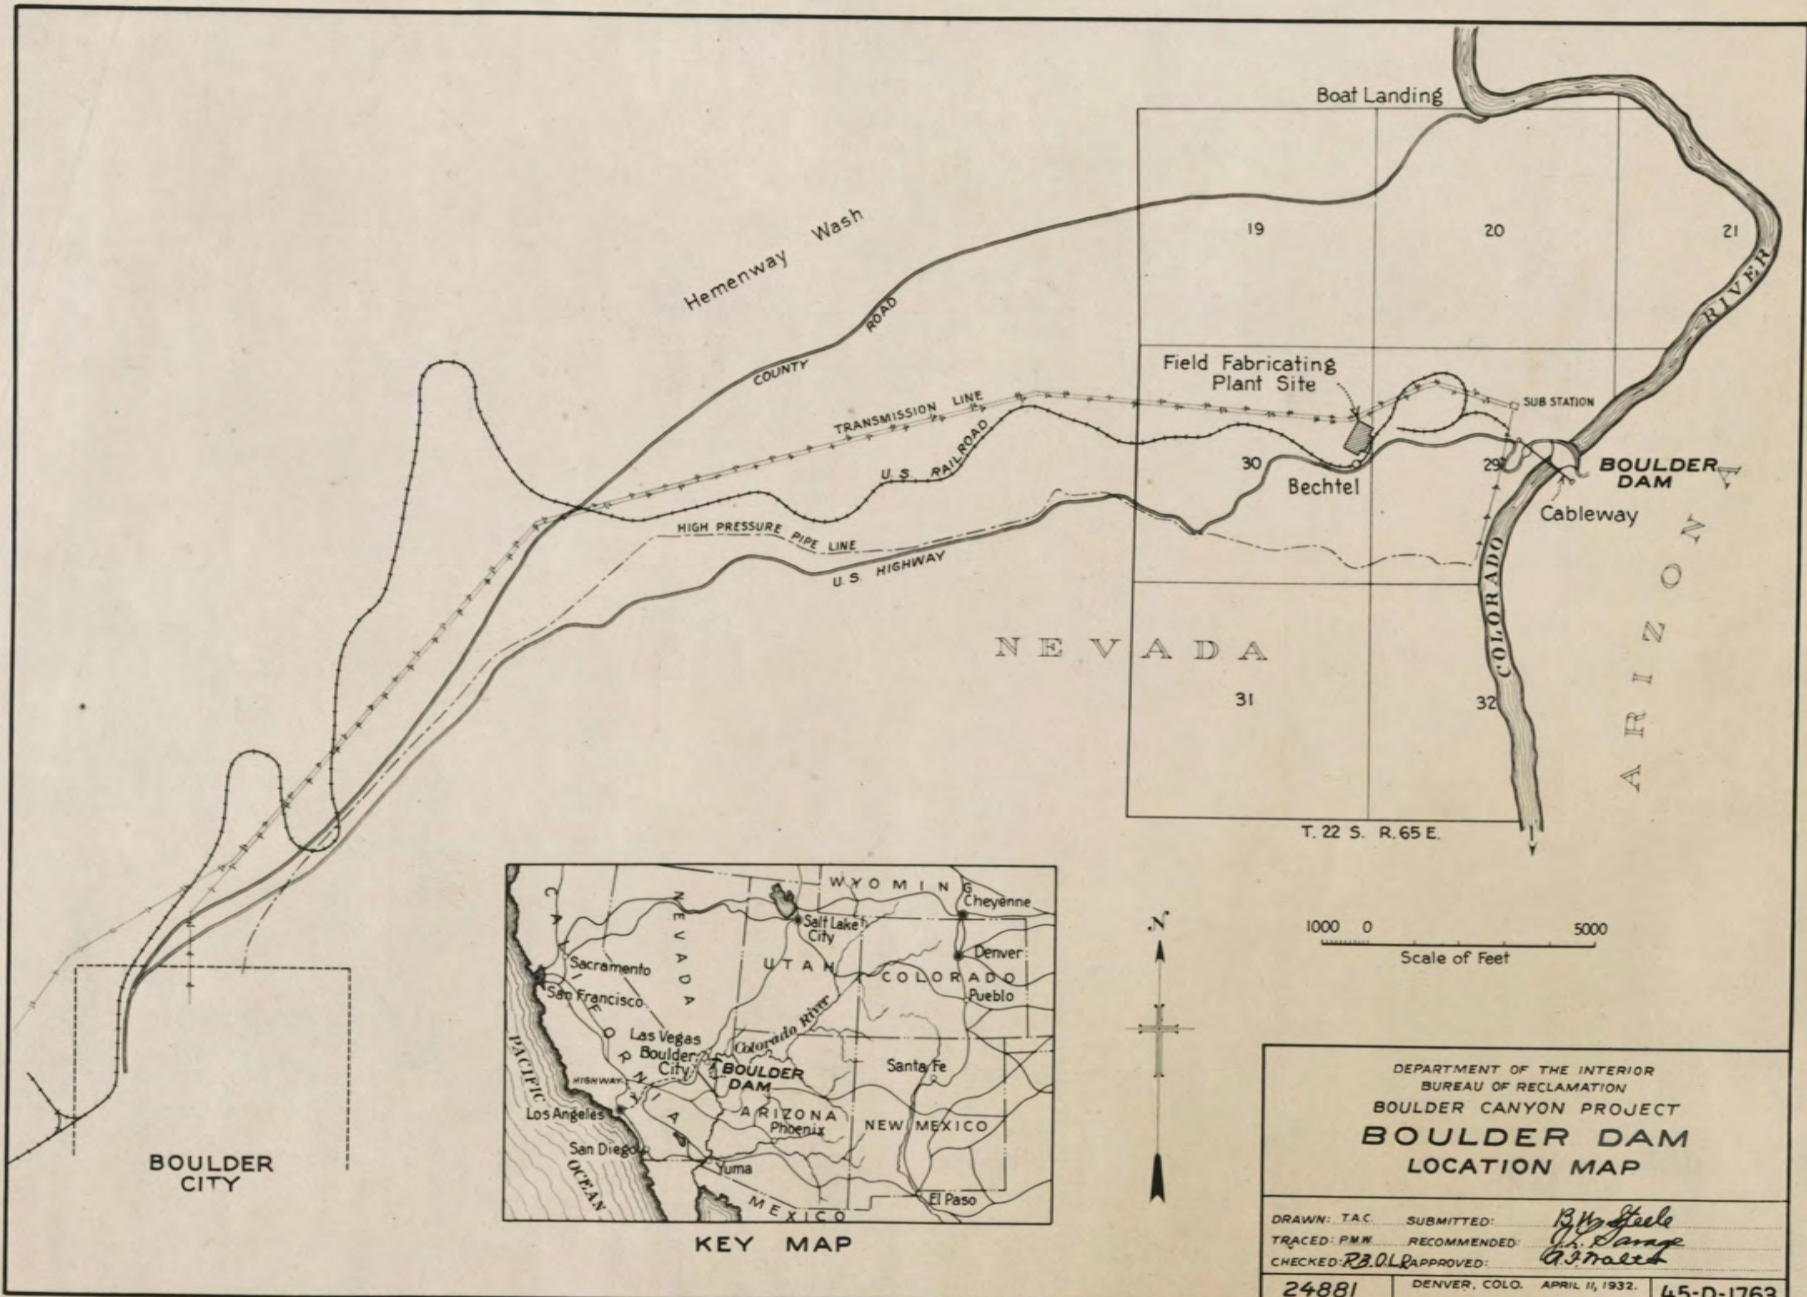 Boat Landing
Hemenway Wash
19
20
21
COUNTY ROAD
RIVER
Field Fabricating
Plant Site
TRANSMISSION LINE
SUB STATION
U.S. RAILROAD
30
29
Bechtel
BOULDER
DAM
Cableway
HIGH PRESSURE PIPE LINE
U.S. HIGHWAY
COLORADO
ARIZONA
NEVADA
31
32
T. 22 S. R. 65 E.
BOULDER
CITY
WYOMING
Cheyenne
CALIFORNIA
NEVADA
Salt Lake
City
Denver
Sacramento
UTAH
COLORADO
San Francisco
Pueblo
Colorado River
Las Vegas
Boulder
City
BOULDER
DAM
Santa Fe
PACIFIC
HIGHWAY
Los Angeles
ARIZONA
Phoenix
NEW MEXICO
San Diego
OCEAN
Yuma
El Paso
MEXICO
KEY MAP
N
1000 0 5000
Scale of Feet
DEPARTMENT OF THE INTERIOR
BUREAU OF RECLAMATION
BOULDER CANYON PROJECT
BOULDER DAM
LOCATION MAP
DRAWN: T.A.C. SUBMITTED: B.W. Steele
TRACED: P.M.W. RECOMMENDED: J.L. Savage
CHECKED: APPROVED:
24881 DENVER, COLO. APRIL 11, 1932. 45-D-1763